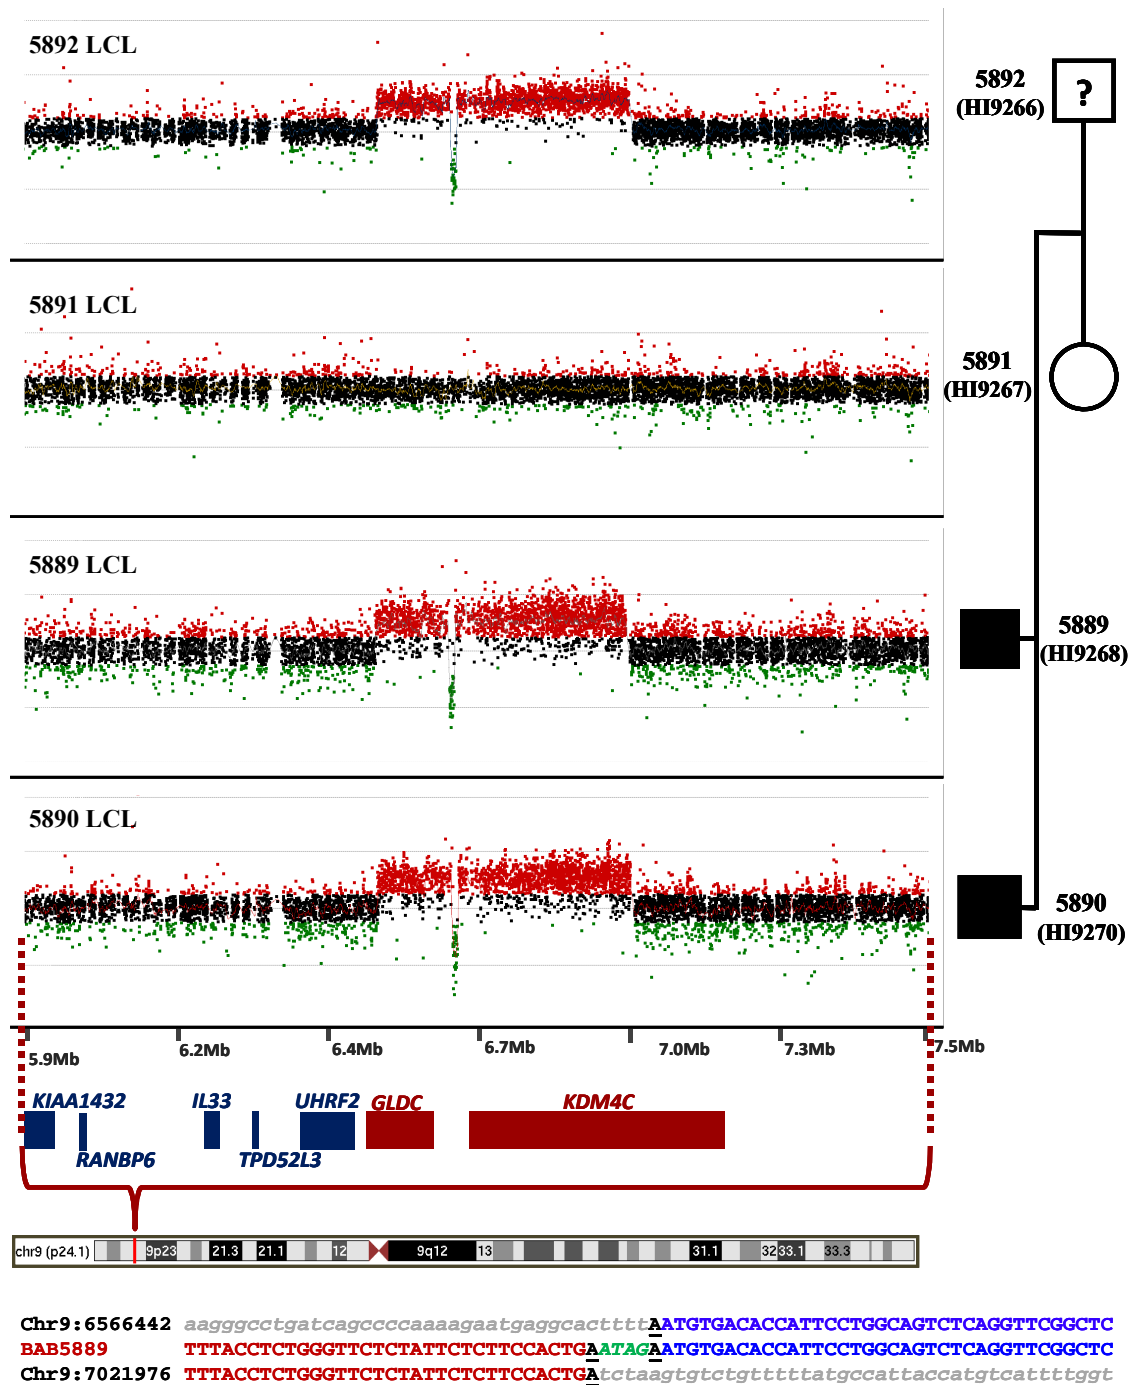 5892 LCL
5892
(HI9266)
?
5891 LCL
5891
(HI9267)
5889 LCL
5889
(HI9268)
5890 LCL
5890
(HI9270)
5.9Mb 6.2Mb 6.4Mb 6.7Mb 7.0Mb 7.3Mb 7.5Mb
KIAA1432 IL33 UHRF2 GLDC KDM4C
RANBP6 TPD52L3
chr9 (p24.1) 9p23 21.3 21.1 12 9q12 13 31.1 32 33.1 33.3
Chr9:6566442 aagggcctgatcagccccaaaagaatgaggcacttttAATGTGACACCATTCCTGGCAGTCTCAGGTTCGGCTC
BAB5889 TTTACCTCTGGGTTCTCTATTCTCTTCCACTGAATAGAATGTGACACCATTCCTGGCAGTCTCAGGTTCGGCTC
Chr9:7021976 TTTACCTCTGGGTTCTCTATTCTCTTCCACTGAtctaagtgtctgtttttatgccattaccatgtcattttggt